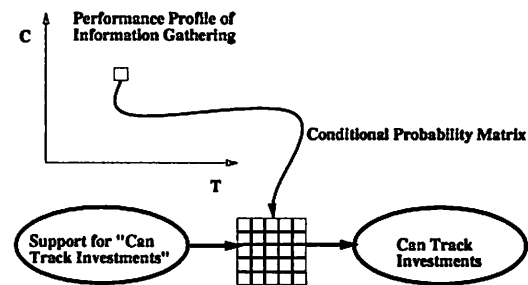 Performance Profile of
Information Gathering
C
Conditional Probability Matrix
T
Support for "Can
Track Investments"
Can Track
Investments